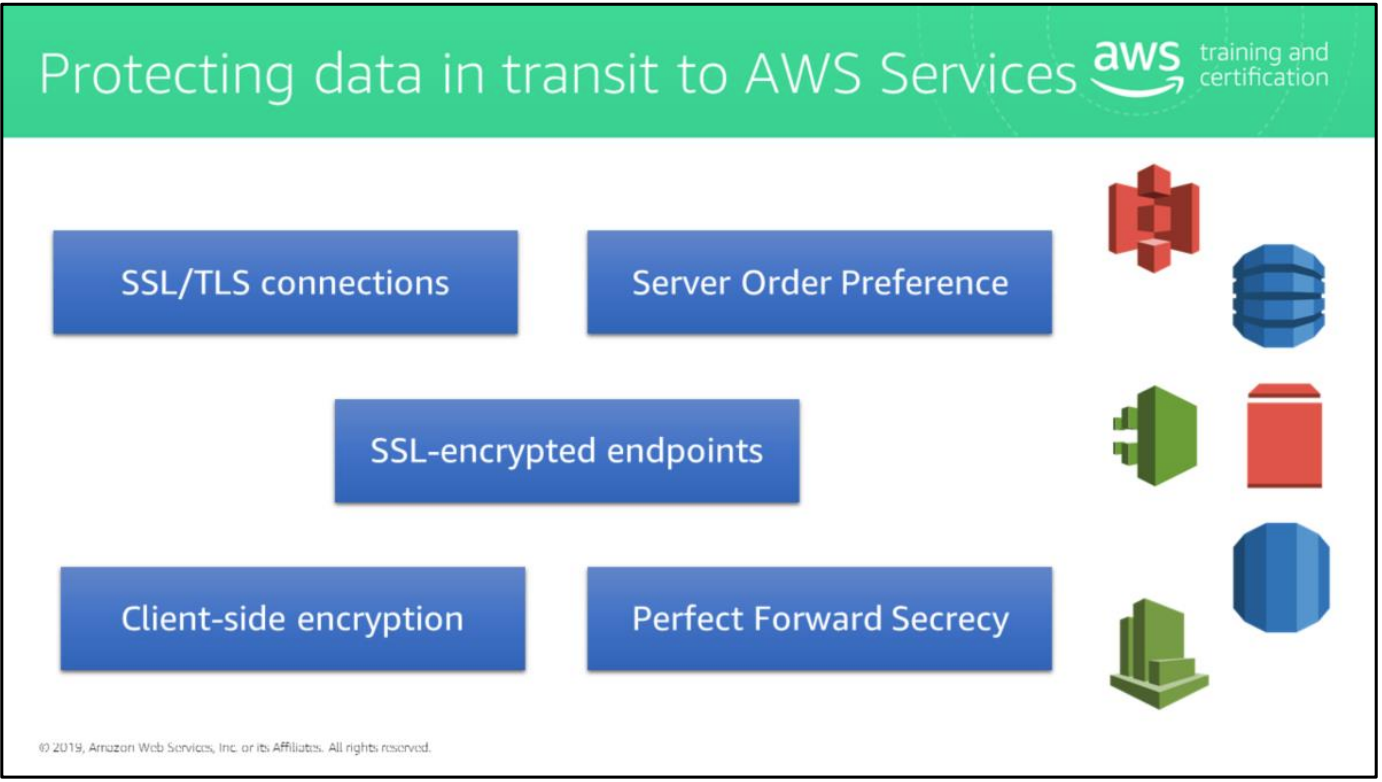 Protecting data in transit to AWS Services
aws training and
certification
SSL/TLS connections
Server Order Preference
SSL-encrypted endpoints
Client-side encryption
Perfect Forward Secrecy
© 2019, Amazon Web Services, Inc. or its Affiliates. All rights reserved.